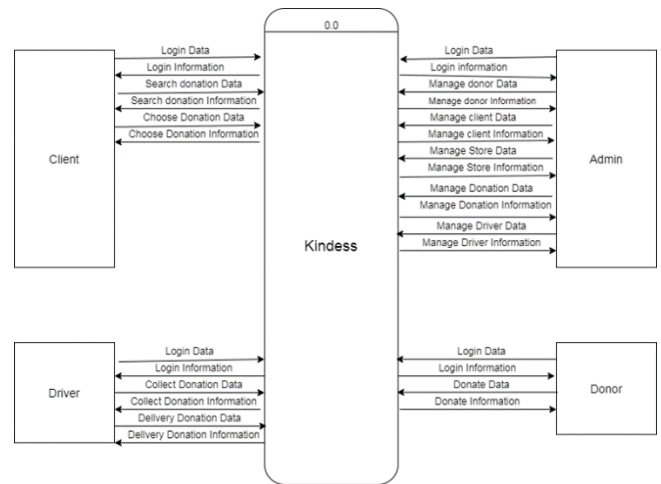 0.0
Kindess
Client
Login Data
Login Information
Search donation Data
Search donation Information
Choose Donation Data
Choose Donation Information
Admin
Login Data
Login information
Manage donor Data
Manage donor Information
Manage client Data
Manage client Information
Manage Store Data
Manage Store Information
Manage Donation Data
Manage Donation Information
Manage Driver Data
Manage Driver Information
Driver
Login Data
Login Information
Collect Donation Data
Collect Donation Information
Dellvery Donation Data
Dellvery Donation Information
Donor
Login Data
Login Information
Donate Data
Donate Information